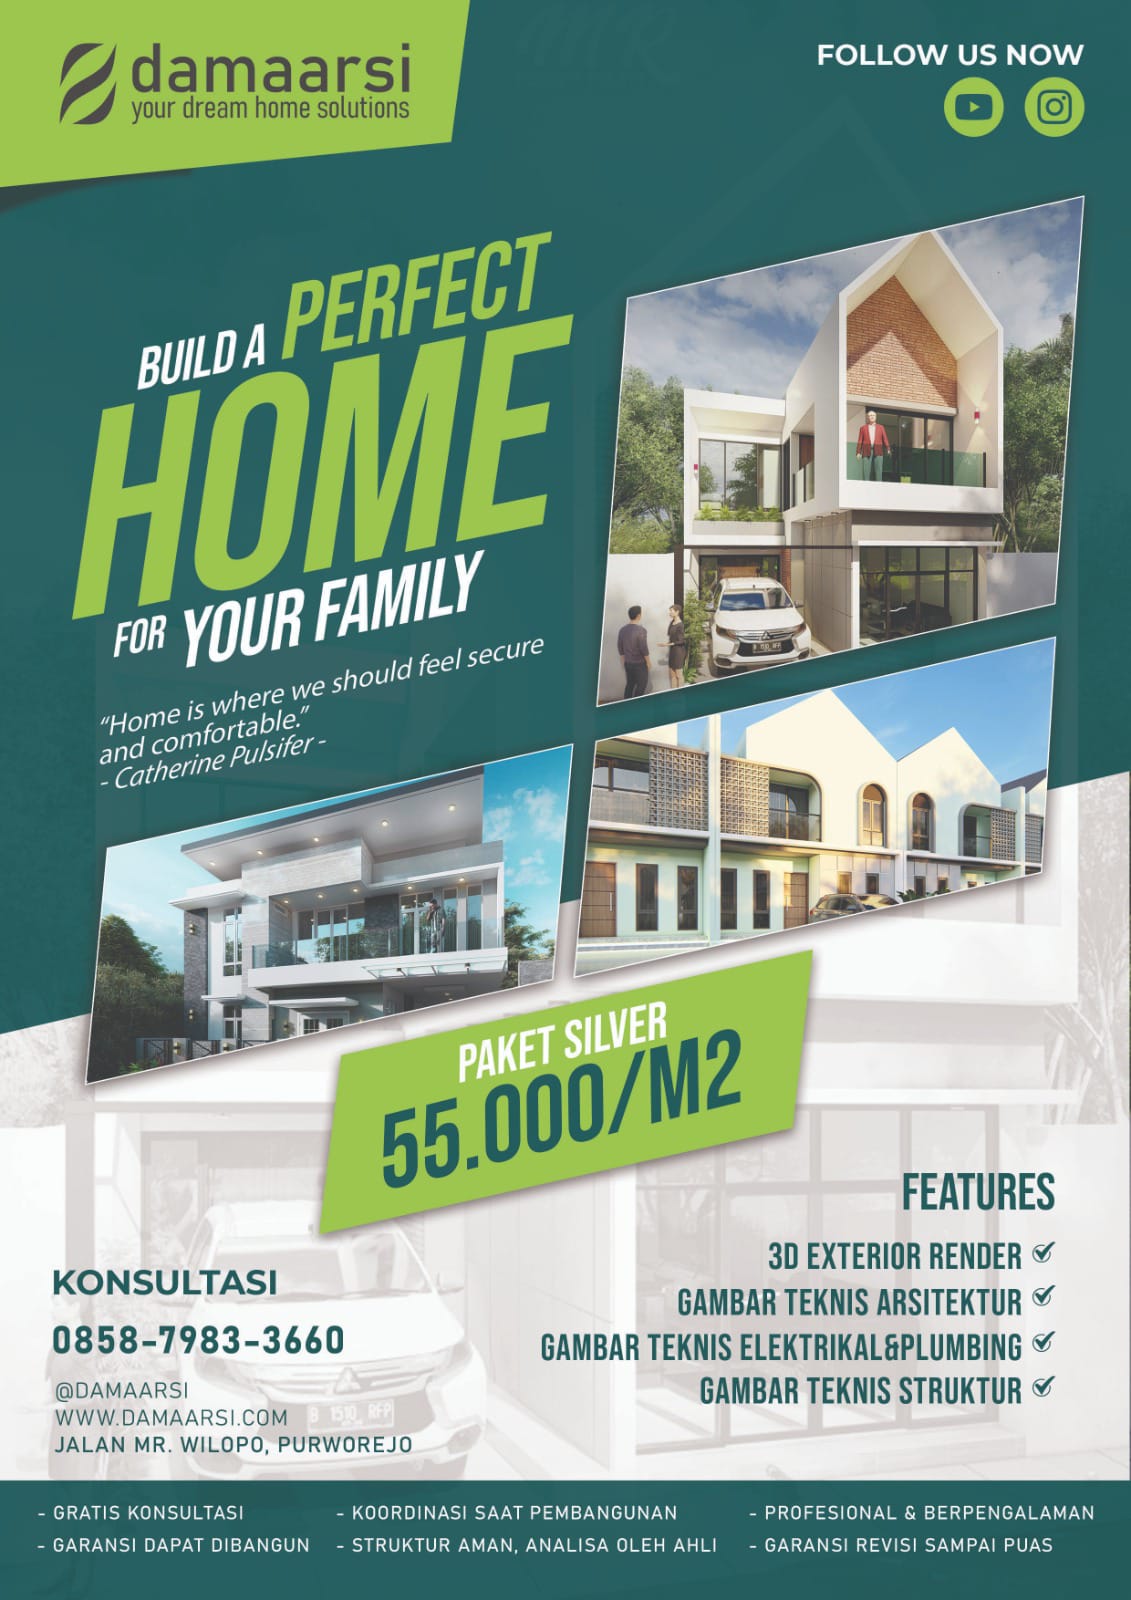 damaarsi
your dream home solutions
FOLLOW US NOW
BUILD A PERFECT
HOME
FOR YOUR FAMILY
“Home is where we should feel secure
and comfortable.”
- Catherine Pulsifer -
PAKET SILVER
55.000/M2
FEATURES
3D EXTERIOR RENDER
GAMBAR TEKNIS ARSITEKTUR
GAMBAR TEKNIS ELEKTRIKAL&PLUMBING
GAMBAR TEKNIS STRUKTUR
KONSULTASI
0858-7983-3660
@DAMAARSI
WWW.DAMAARSI.COM
JALAN MR. WILOPO, PURWOREJO
B 1510 RFP
- GRATIS KONSULTASI
- GARANSI DAPAT DIBANGUN
- KOORDINASI SAAT PEMBANGUNAN
- STRUKTUR AMAN, ANALISA OLEH AHLI
- PROFESIONAL & BERPENGALAMAN
- GARANSI REVISI SAMPAI PUAS